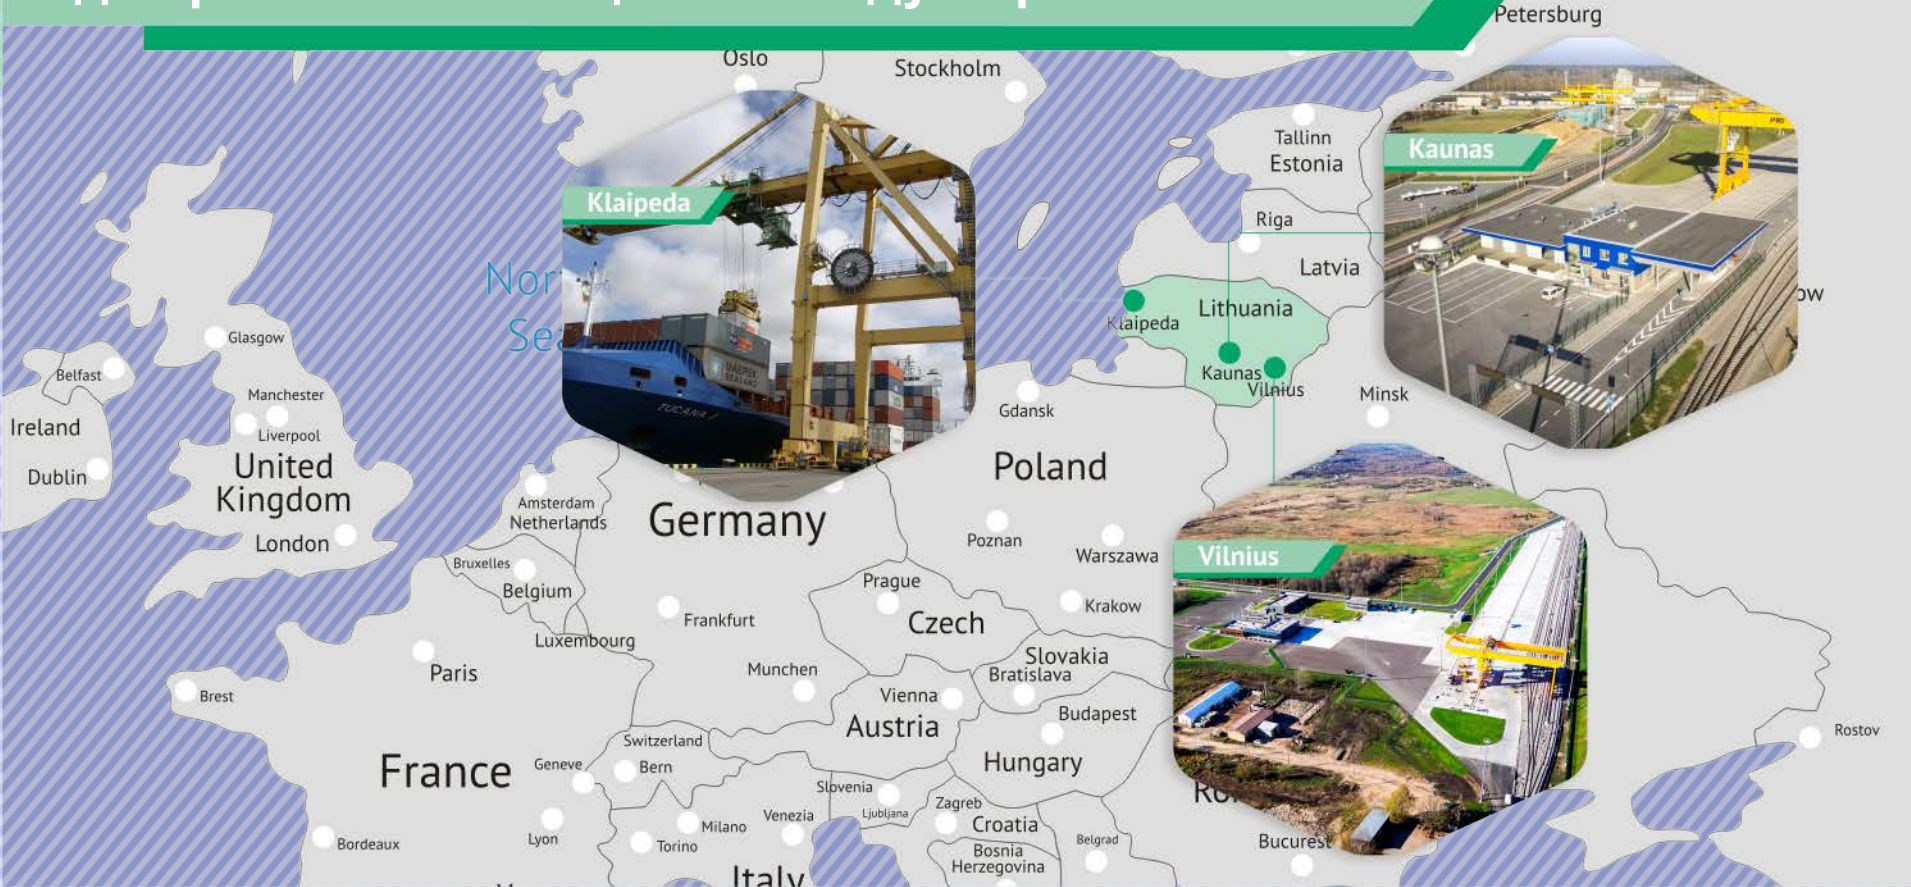 Petersburg
Oslo
Stockholm
Tallinn
Estonia
Kaunas
Klaipeda
Riga
Latvia
Lithuania
Klaipeda
Glasgow
Kaunas
Vilnius
Belfast
Manchester
Minsk
Gdansk
Ireland
Liverpool
United
Kingdom
Dublin
Poland
Amsterdam
Netherlands
Germany
London
Poznan
Warszawa
Vilnius
Bruxelles
Belgium
Prague
Krakow
Frankfurt
Czech
Luxembourg
Slovakia
Bratislava
Paris
Munchen
Vienna
Brest
Budapest
Austria
Rostov
Switzerland
Geneve
Bern
France
Hungary
Slovenia
Ljubljana
Zagreb
Venezia
Milano
Croatia
Lyon
Torino
Bordeaux
Belgrad
Bucurest
Bosnia
Herzegovina
Italy
MAERSK
SEALAND
TUCANA J